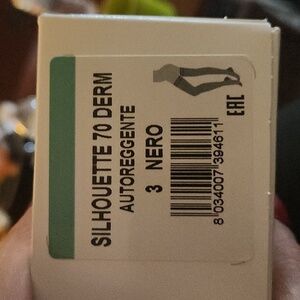 SILHOUETTE 70 DERM
AUTOREGGENTE
3 NERO
8 034007 394611
EAC